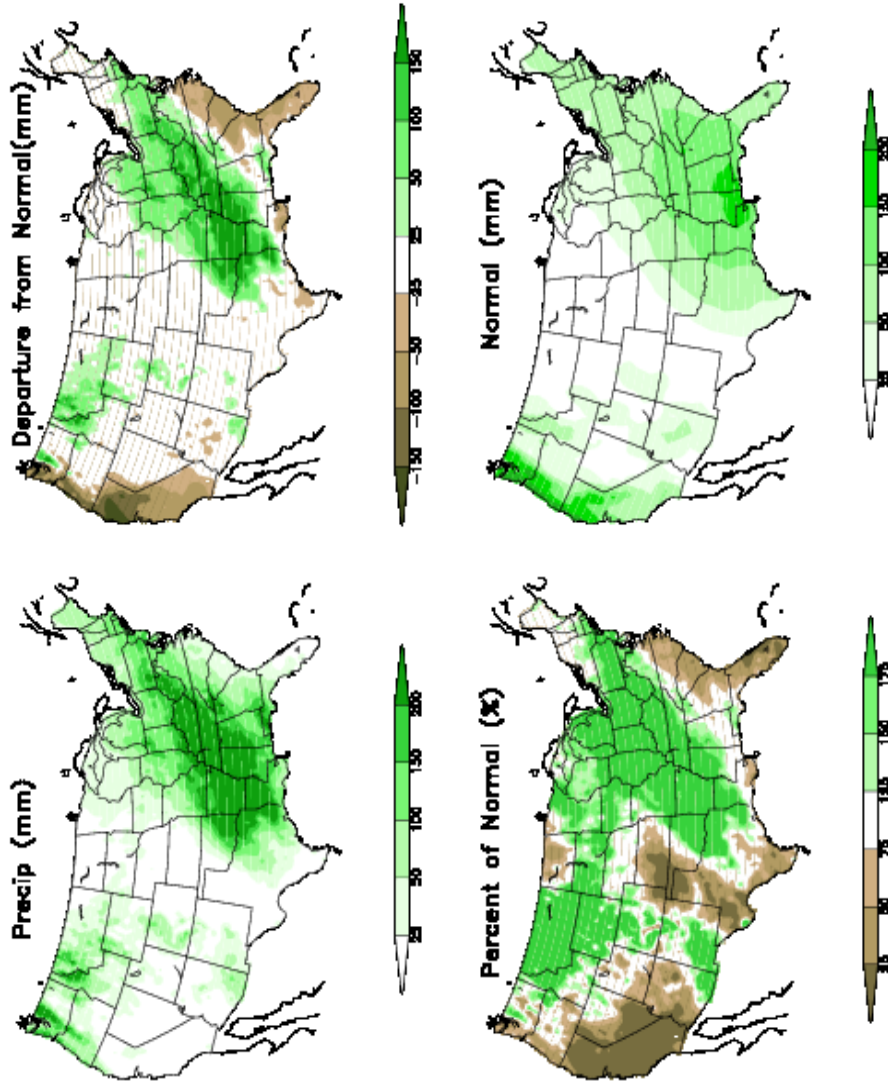 Precip (mm)
Departure from Normal(mm)
25 50 100 150 200
-150 -100 -50 -25 25 50 100 150
Percent of Normal (%)
Normal (mm)
25 50 75 125 150 175
50 100 150 200